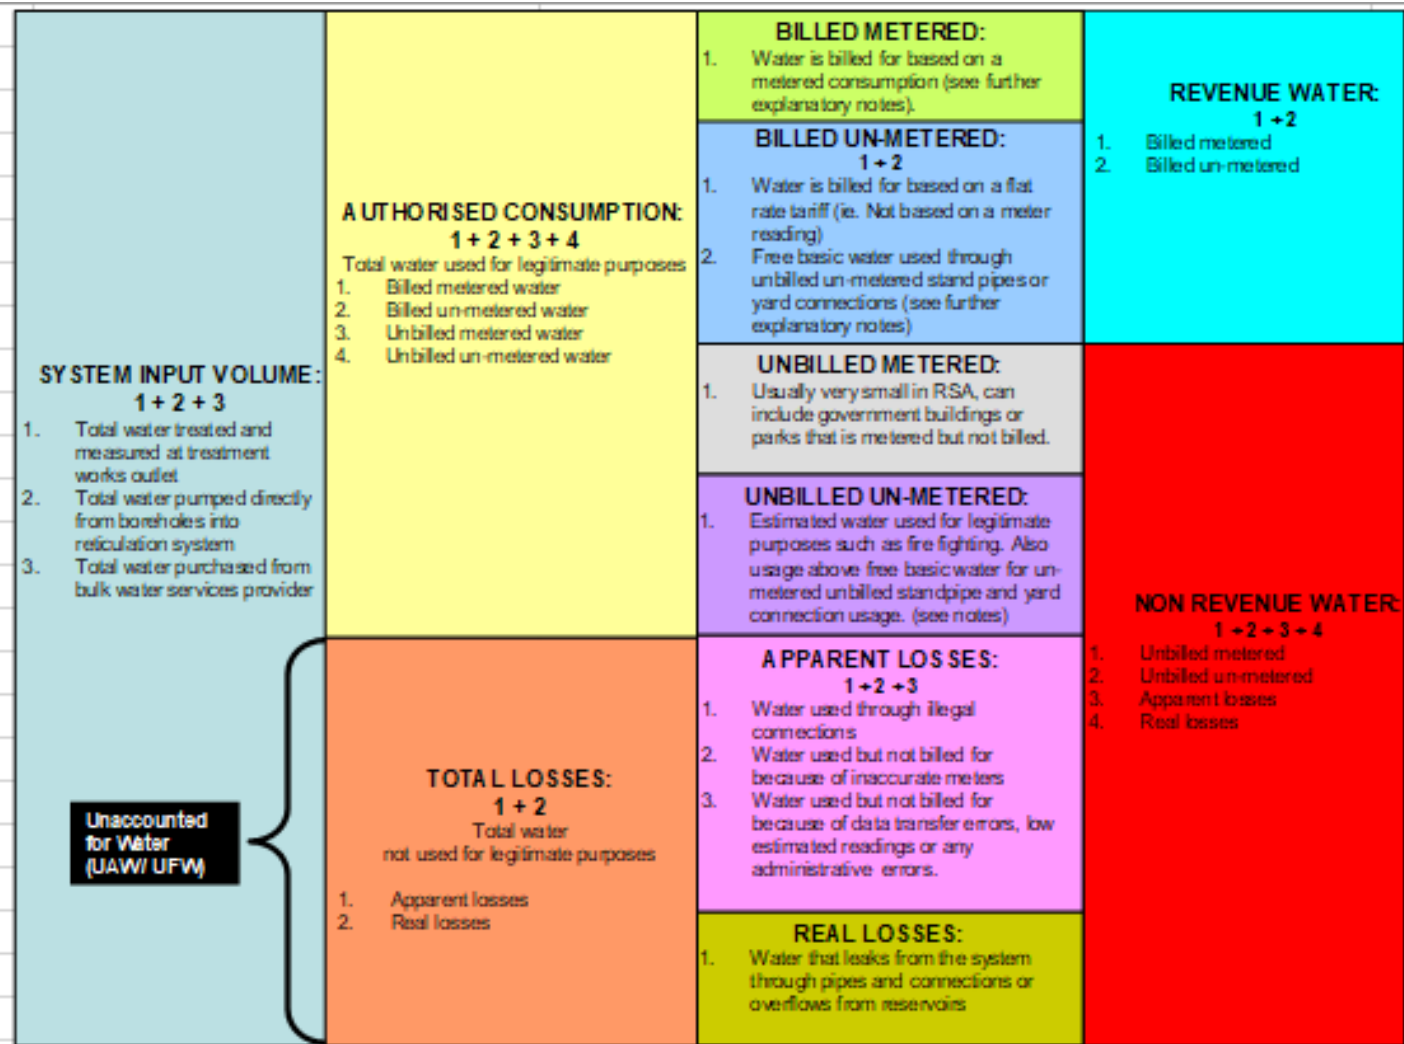 SYSTEM INPUT VOLUME:
1 + 2 + 3
1. Total water treated and
measured at treatment
works outlet
2. Total water pumped directly
from boreholes into
reticulation system
3. Total water purchased from
bulk water services provider
Unaccounted
for Water
(UAW/ UFW)
AUTHORISED CONSUMPTION:
1 + 2 + 3 + 4
Total water used for legitimate purposes
1. Billed metered water
2. Billed un-metered water
3. Unbilled metered water
4. Unbilled un-metered water
TOTAL LOSSES:
1 + 2
Total water
not used for legitimate purposes
1. Apparent losses
2. Real losses
BILLED METERED:
1. Water is billed for based on a
metered consumption (see further
explanatory notes).
BILLED UN-METERED:
1 + 2
1. Water is billed for based on a flat
rate tariff (ie. Not based on a meter
reading)
2. Free basic water used through
unbilled un-metered stand pipes or
yard connections (see further
explanatory notes)
UNBILLED METERED:
1. Usually very small in RSA, can
include government buildings or
parks that is metered but not billed.
UNBILLED UN-METERED:
1. Estimated water used for legitimate
purposes such as fire fighting. Also
usage above free basic water for un-
metered unbilled standpipe and yard
connection usage. (see notes)
APPARENT LOSSES:
1 + 2 + 3
1. Water used through illegal
connections
2. Water used but not billed for
because of inaccurate meters
3. Water used but not billed for
because of data transfer errors, low
estimated readings or any
administrative errors.
REAL LOSSES:
1. Water that leaks from the system
through pipes and connections or
overflows from reservoirs
REVENUE WATER:
1 + 2
1. Billed metered
2. Billed un-metered
NON REVENUE WATER:
1 + 2 + 3 + 4
1. Unbilled metered
2. Unbilled un-metered
3. Apparent losses
4. Real losses